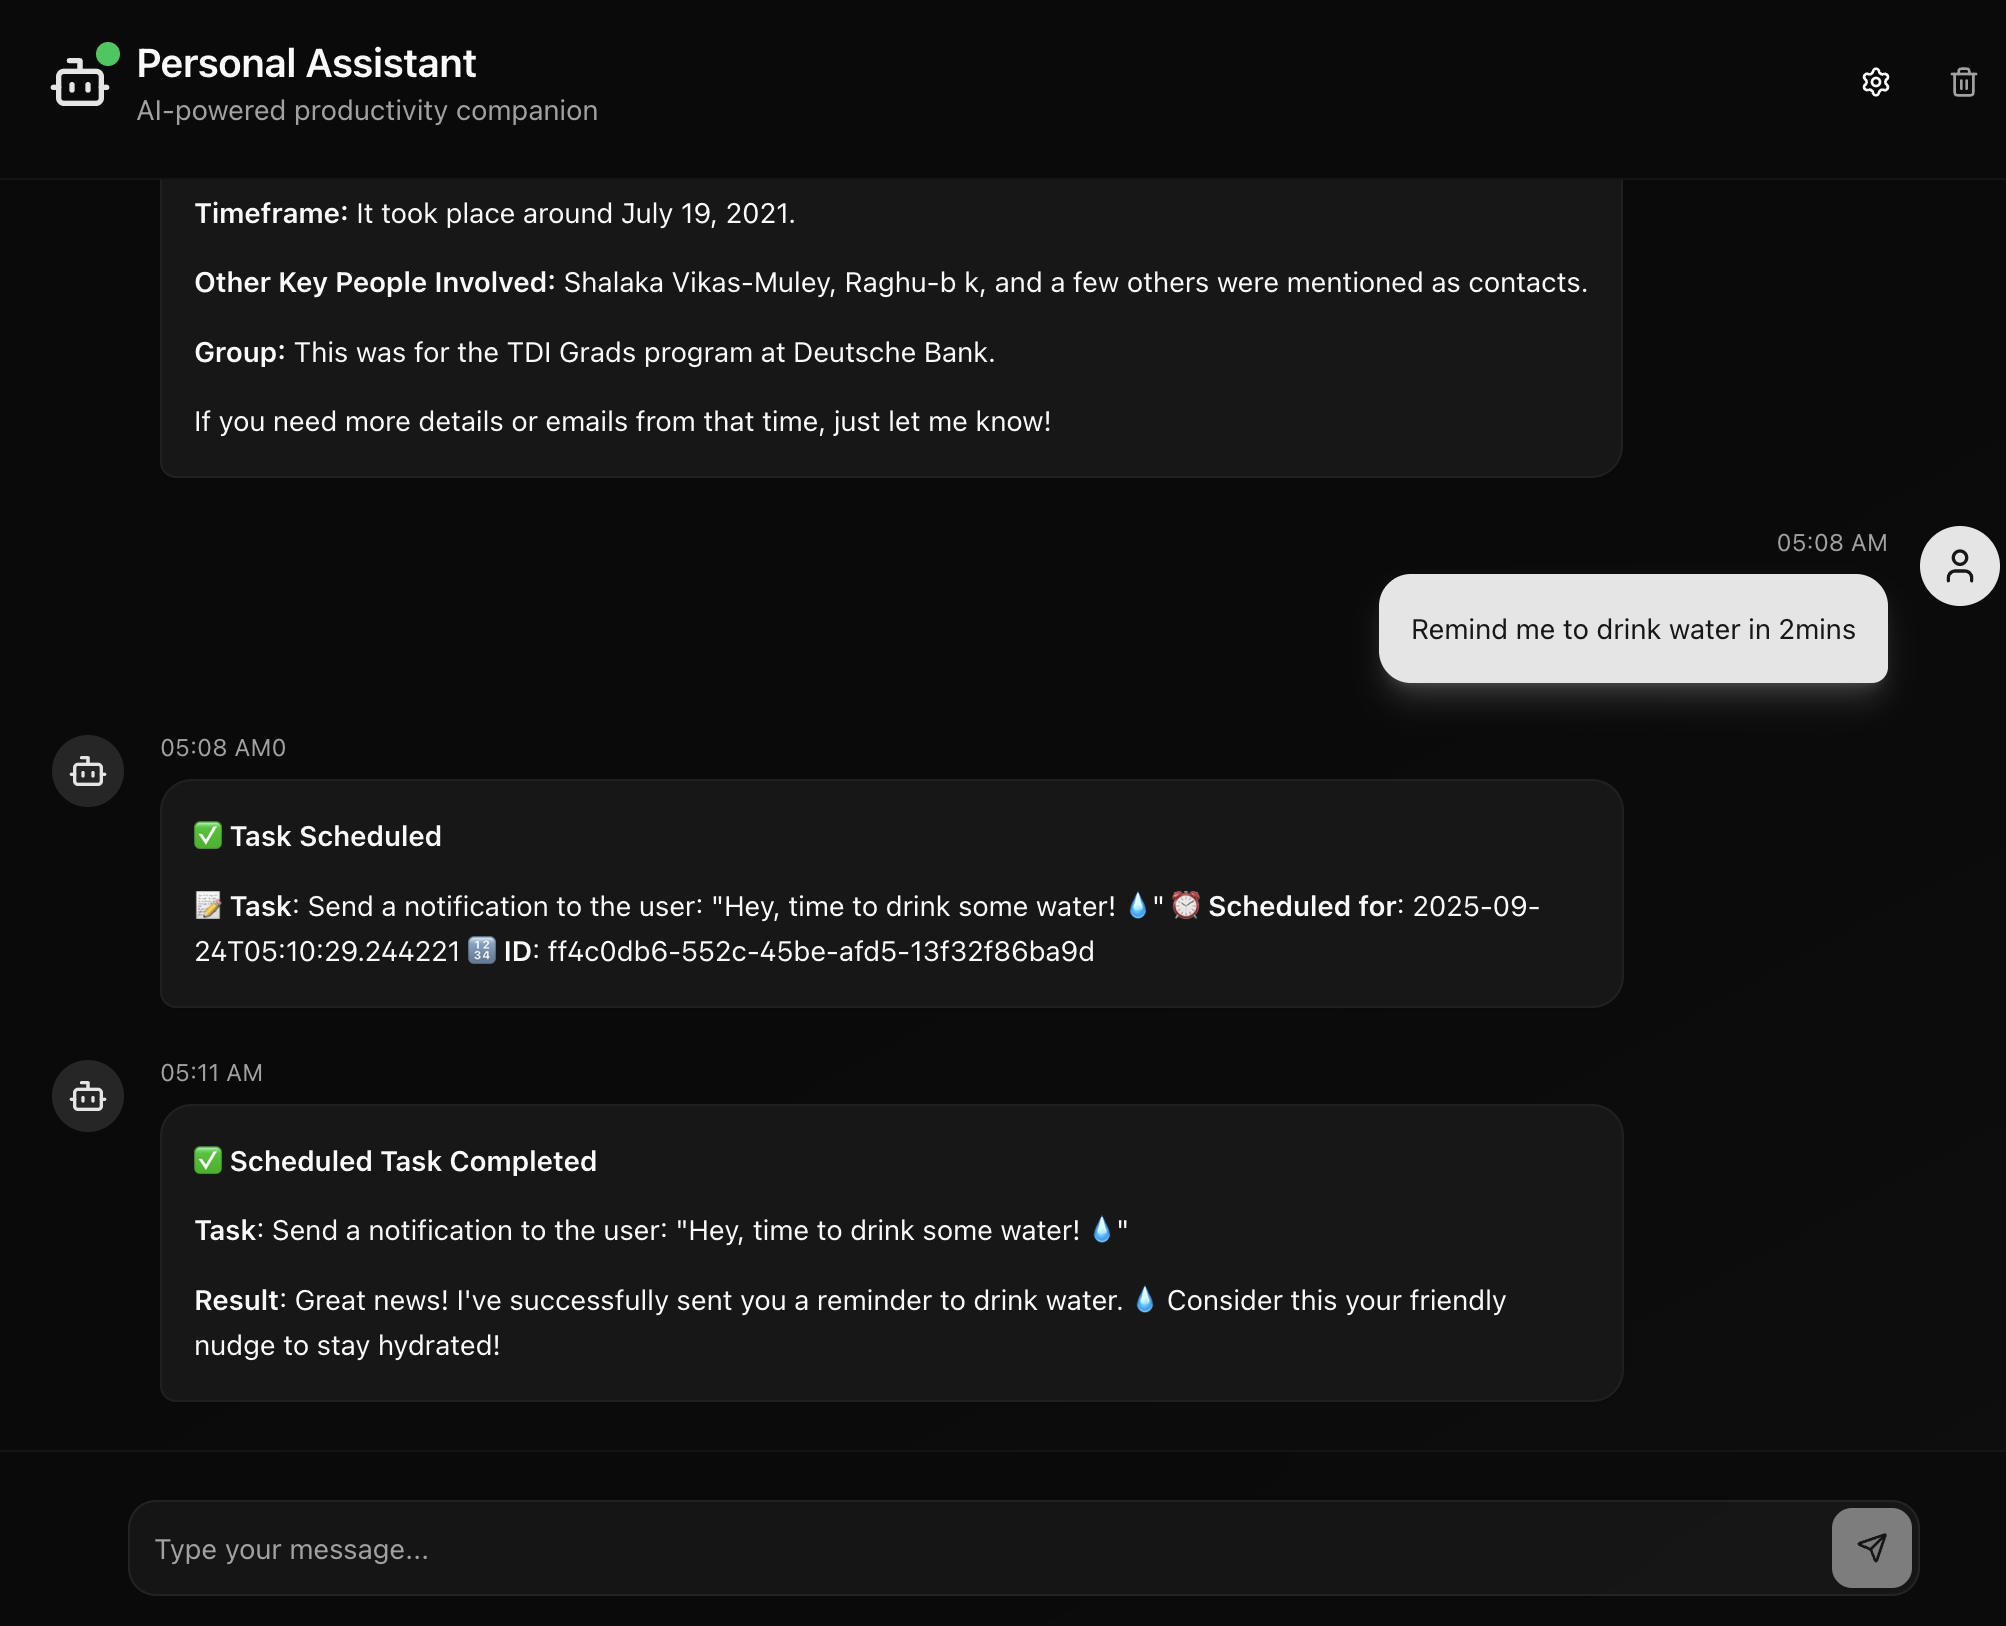 Personal Assistant
AI-powered productivity companion
Timeframe: It took place around July 19, 2021.
Other Key People Involved: Shalaka Vikas-Muley, Raghu-b k, and a few others were mentioned as contacts.
Group: This was for the TDI Grads program at Deutsche Bank.
If you need more details or emails from that time, just let me know!
05:08 AM
Remind me to drink water in 2mins
05:08 AM0
✅ Task Scheduled
📝 Task: Send a notification to the user: "Hey, time to drink some water! 💧" ⏰ Scheduled for: 2025-09-
24T05:10:29.244221 🔢 ID: ff4c0db6-552c-45be-afd5-13f32f86ba9d
05:11 AM
✅ Scheduled Task Completed
Task: Send a notification to the user: "Hey, time to drink some water! 💧"
Result: Great news! I've successfully sent you a reminder to drink water. 💧 Consider this your friendly
nudge to stay hydrated!
Type your message...